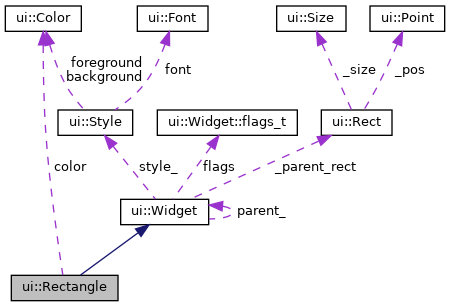 ui::Color
ui::Font
ui::Size
ui::Point
foreground
background
font
_size
_pos
ui::Style
ui::Widget::flags_t
ui::Rect
color
style_
flags
_parent_rect
ui::Widget
parent_
ui::Rectangle